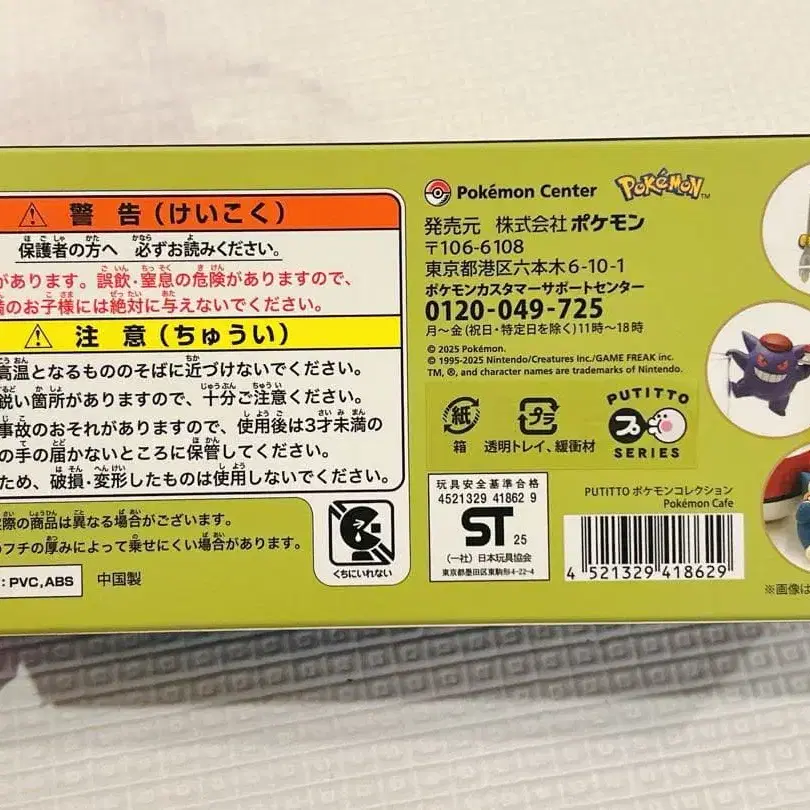 警告(けいこく)
保護者の方へ 必ずお読みください。
があります。誤飲・窒息の危険がありますので、
のお子様には絶対に与えないでください。
注意(ちゅうい)
高温となるもののそばに近づけないでください。
鋭い箇所がありますので、十分ご注意ください。
事故のおそれがありますので、使用後は3才未満の
の手の届かないところに保管してください。
ため、破損・変形したものは使用しないでください。
実際の商品は異なる場合がございます。
のフチの厚みによって乗せにくい場合があります。
: PVC,ABS 中国製
くちにいれない
Pokémon Center POKÉMON™
発売元 株式会社ポケモン
〒106-6108
東京都港区六本木6-10-1
ポケモンカスタマーサポートセンター
0120-049-725
月~金(祝日・特定日を除く)11時~18時
© 2025 Pokémon.
© 1995-2025 Nintendo/Creatures Inc./GAME FREAK inc.
TM, ®, and character names are trademarks of Nintendo.
紙
箱
プラ
透明トレイ、緩衝材
PUTITTO
プ
SERIES
玩具安全基準合格
4521329 41862 9
ST 25
(一社)日本玩具協会
東京都墨田区東駒形4-22-4
PUTITTO ポケモンコレクション
Pokémon Cafe
4 521329 418629
※画像は